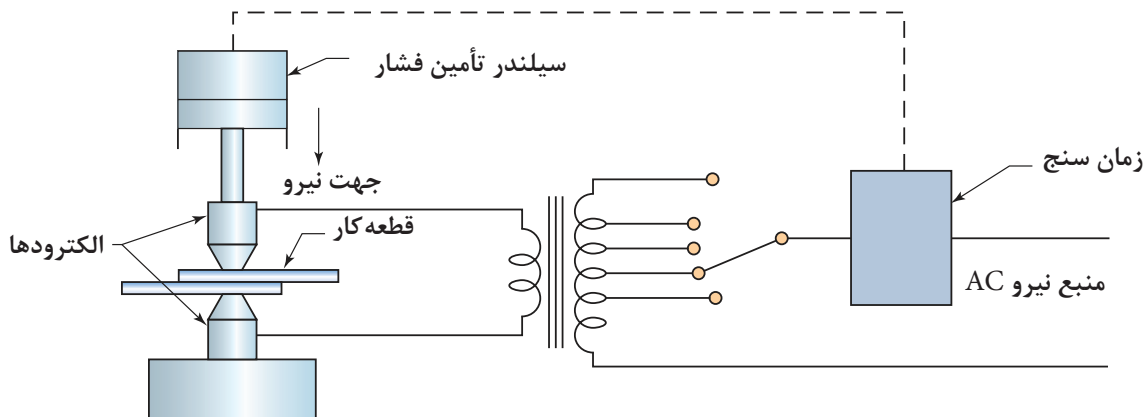 سیلندر تأمین فشار
زمان سنج
جهت نیرو
قطعه کار
الکترودها
منبع نیرو AC